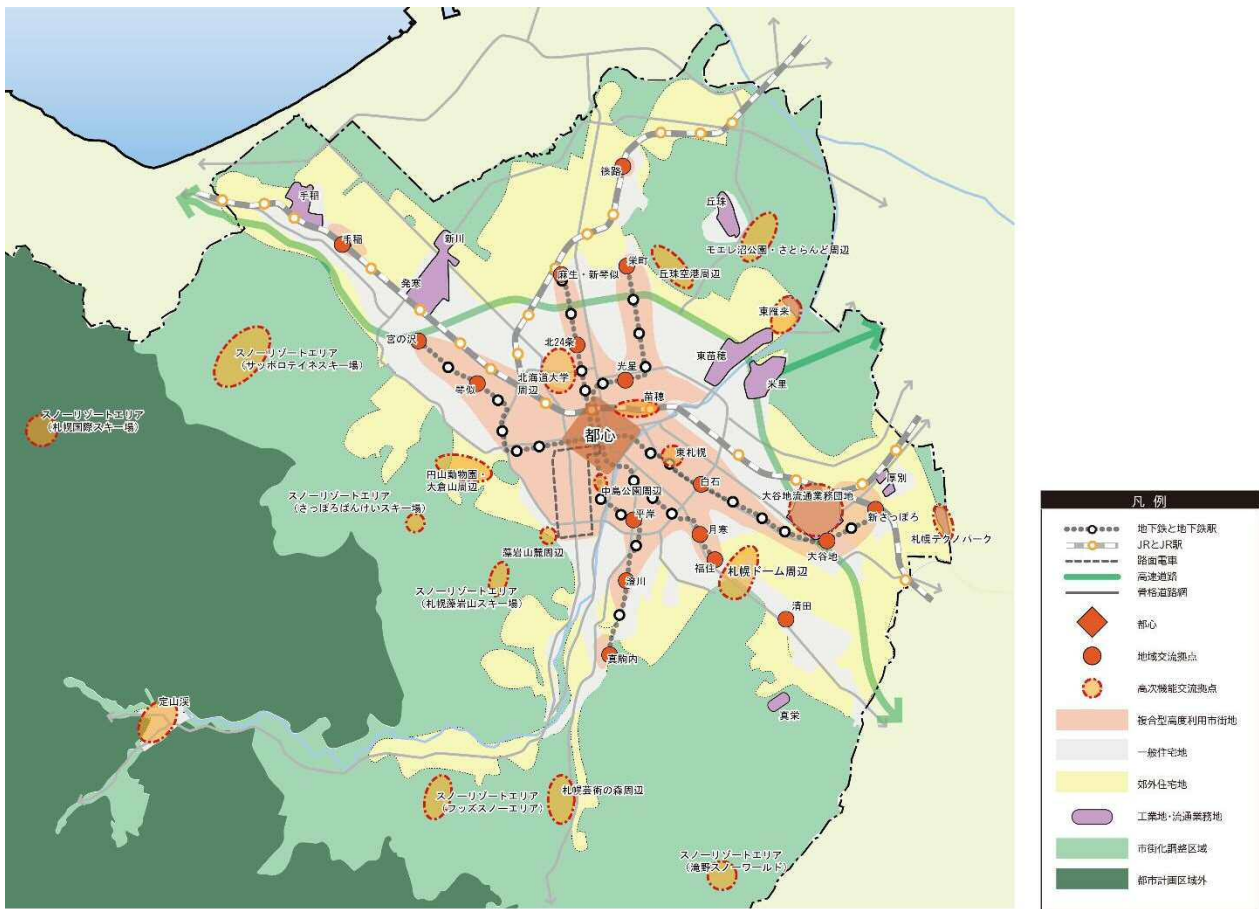 篠路
手稲
手稲
新川
発寒
丘珠
モエレ沼公園・さとらんど周辺
栄町
丘珠空港周辺
麻生・新琴似
東雁来
宮の沢
北24条
東苗穂
スノーリゾートエリア
（サッポロテイネスキー場）
北海道大学
周辺
光星
米里
琴似
苗穂
スノーリゾートエリア
（札幌国際スキー場）
都心
東札幌
円山動物園・
大倉山周辺
白石
大谷地流通業務団地
厚別
中島公園周辺
新さっぽろ
スノーリゾートエリア
（さっぽろばんけいスキー場）
平岸
月寒
札幌テクノパーク
藻岩山麓周辺
大谷地
福住
札幌ドーム周辺
スノーリゾートエリア
（札幌藻岩山スキー場）
澄川
清田
真駒内
定山渓
真栄
スノーリゾートエリア
（フッズスノーエリア）
札幌芸術の森周辺
スノーリゾートエリア
（滝野スノーワールド）
凡例
地下鉄と地下鉄駅
JRとJR駅
路面電車
高速道路
骨格道路網
都心
地域交流拠点
高次機能交流拠点
複合型高度利用市街地
一般住宅地
郊外住宅地
工業地・流通業務地
市街化調整区域
都市計画区域外